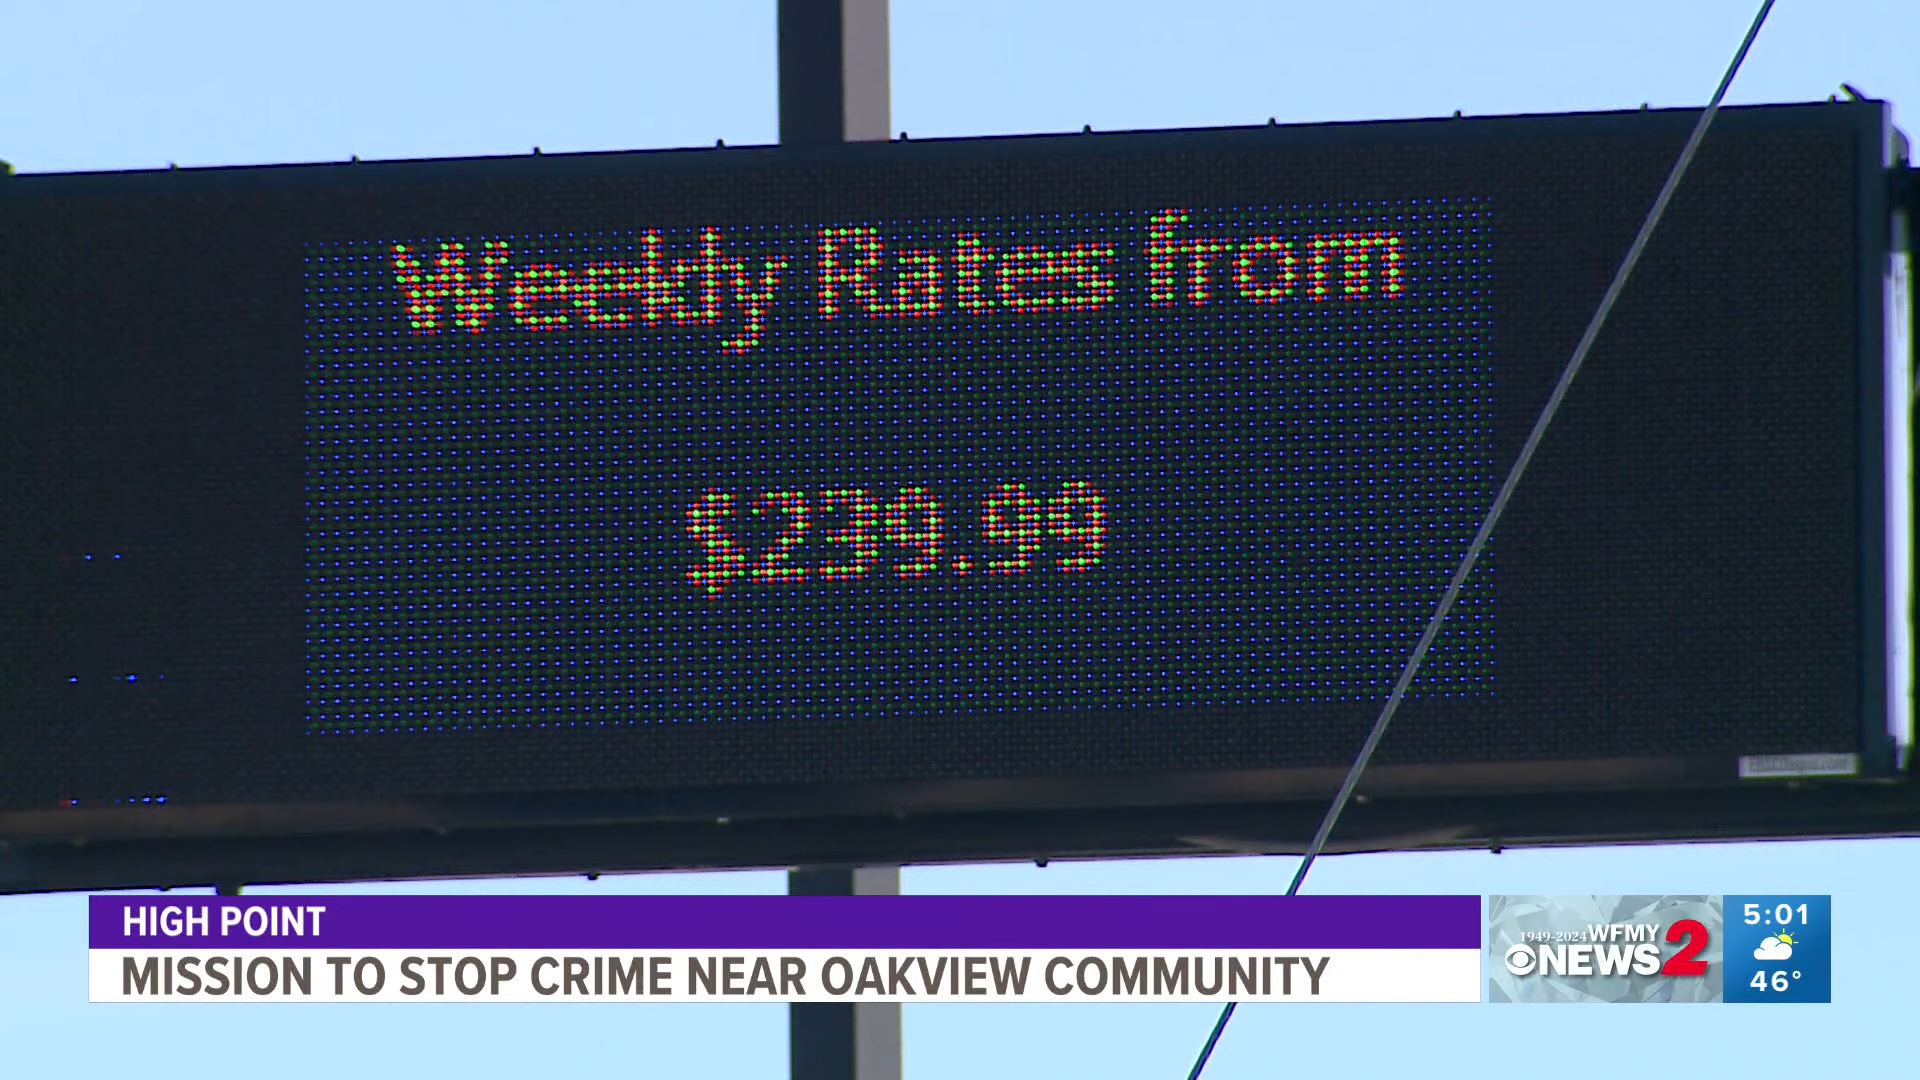 Weekly Rates from
$239.99
HIGH POINT
MISSION TO STOP CRIME NEAR OAKVIEW COMMUNITY
1949-2024 WFMY
NEWS 2
5:01
46°